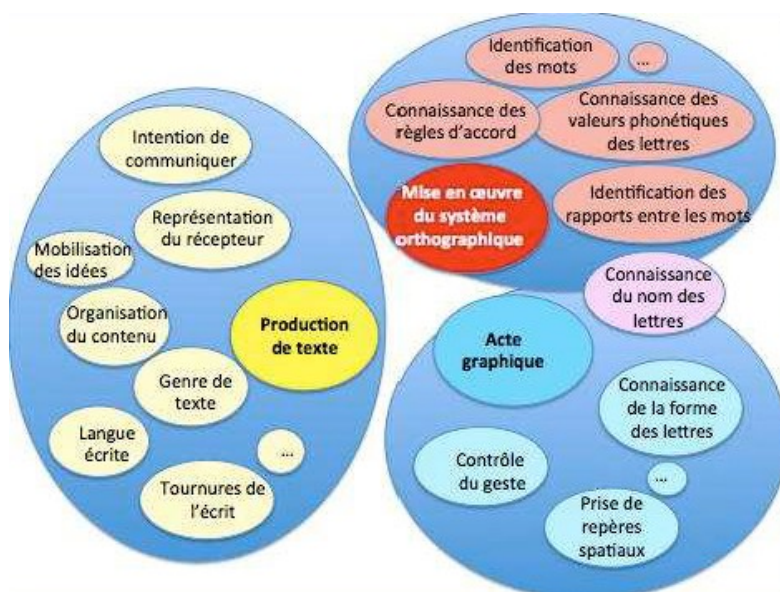 Intention de
communiquer
Représentation
du récepteur
Mobilisation
des idées
Organisation
du contenu
Production
de texte
Genre de
texte
Langue
écrite
...
Tournures de
l'écrit
Identification
des mots
...
Connaissance des
règles d'accord
Connaissance des
valeurs phonétiques
des lettres
Mise en œuvre
du système
orthographique
Identification des
rapports entre les mots
Connaissance
du nom des
lettres
Acte
graphique
Connaissance
de la forme
des lettres
Contrôle
du geste
...
Prise de
repères
spatiaux